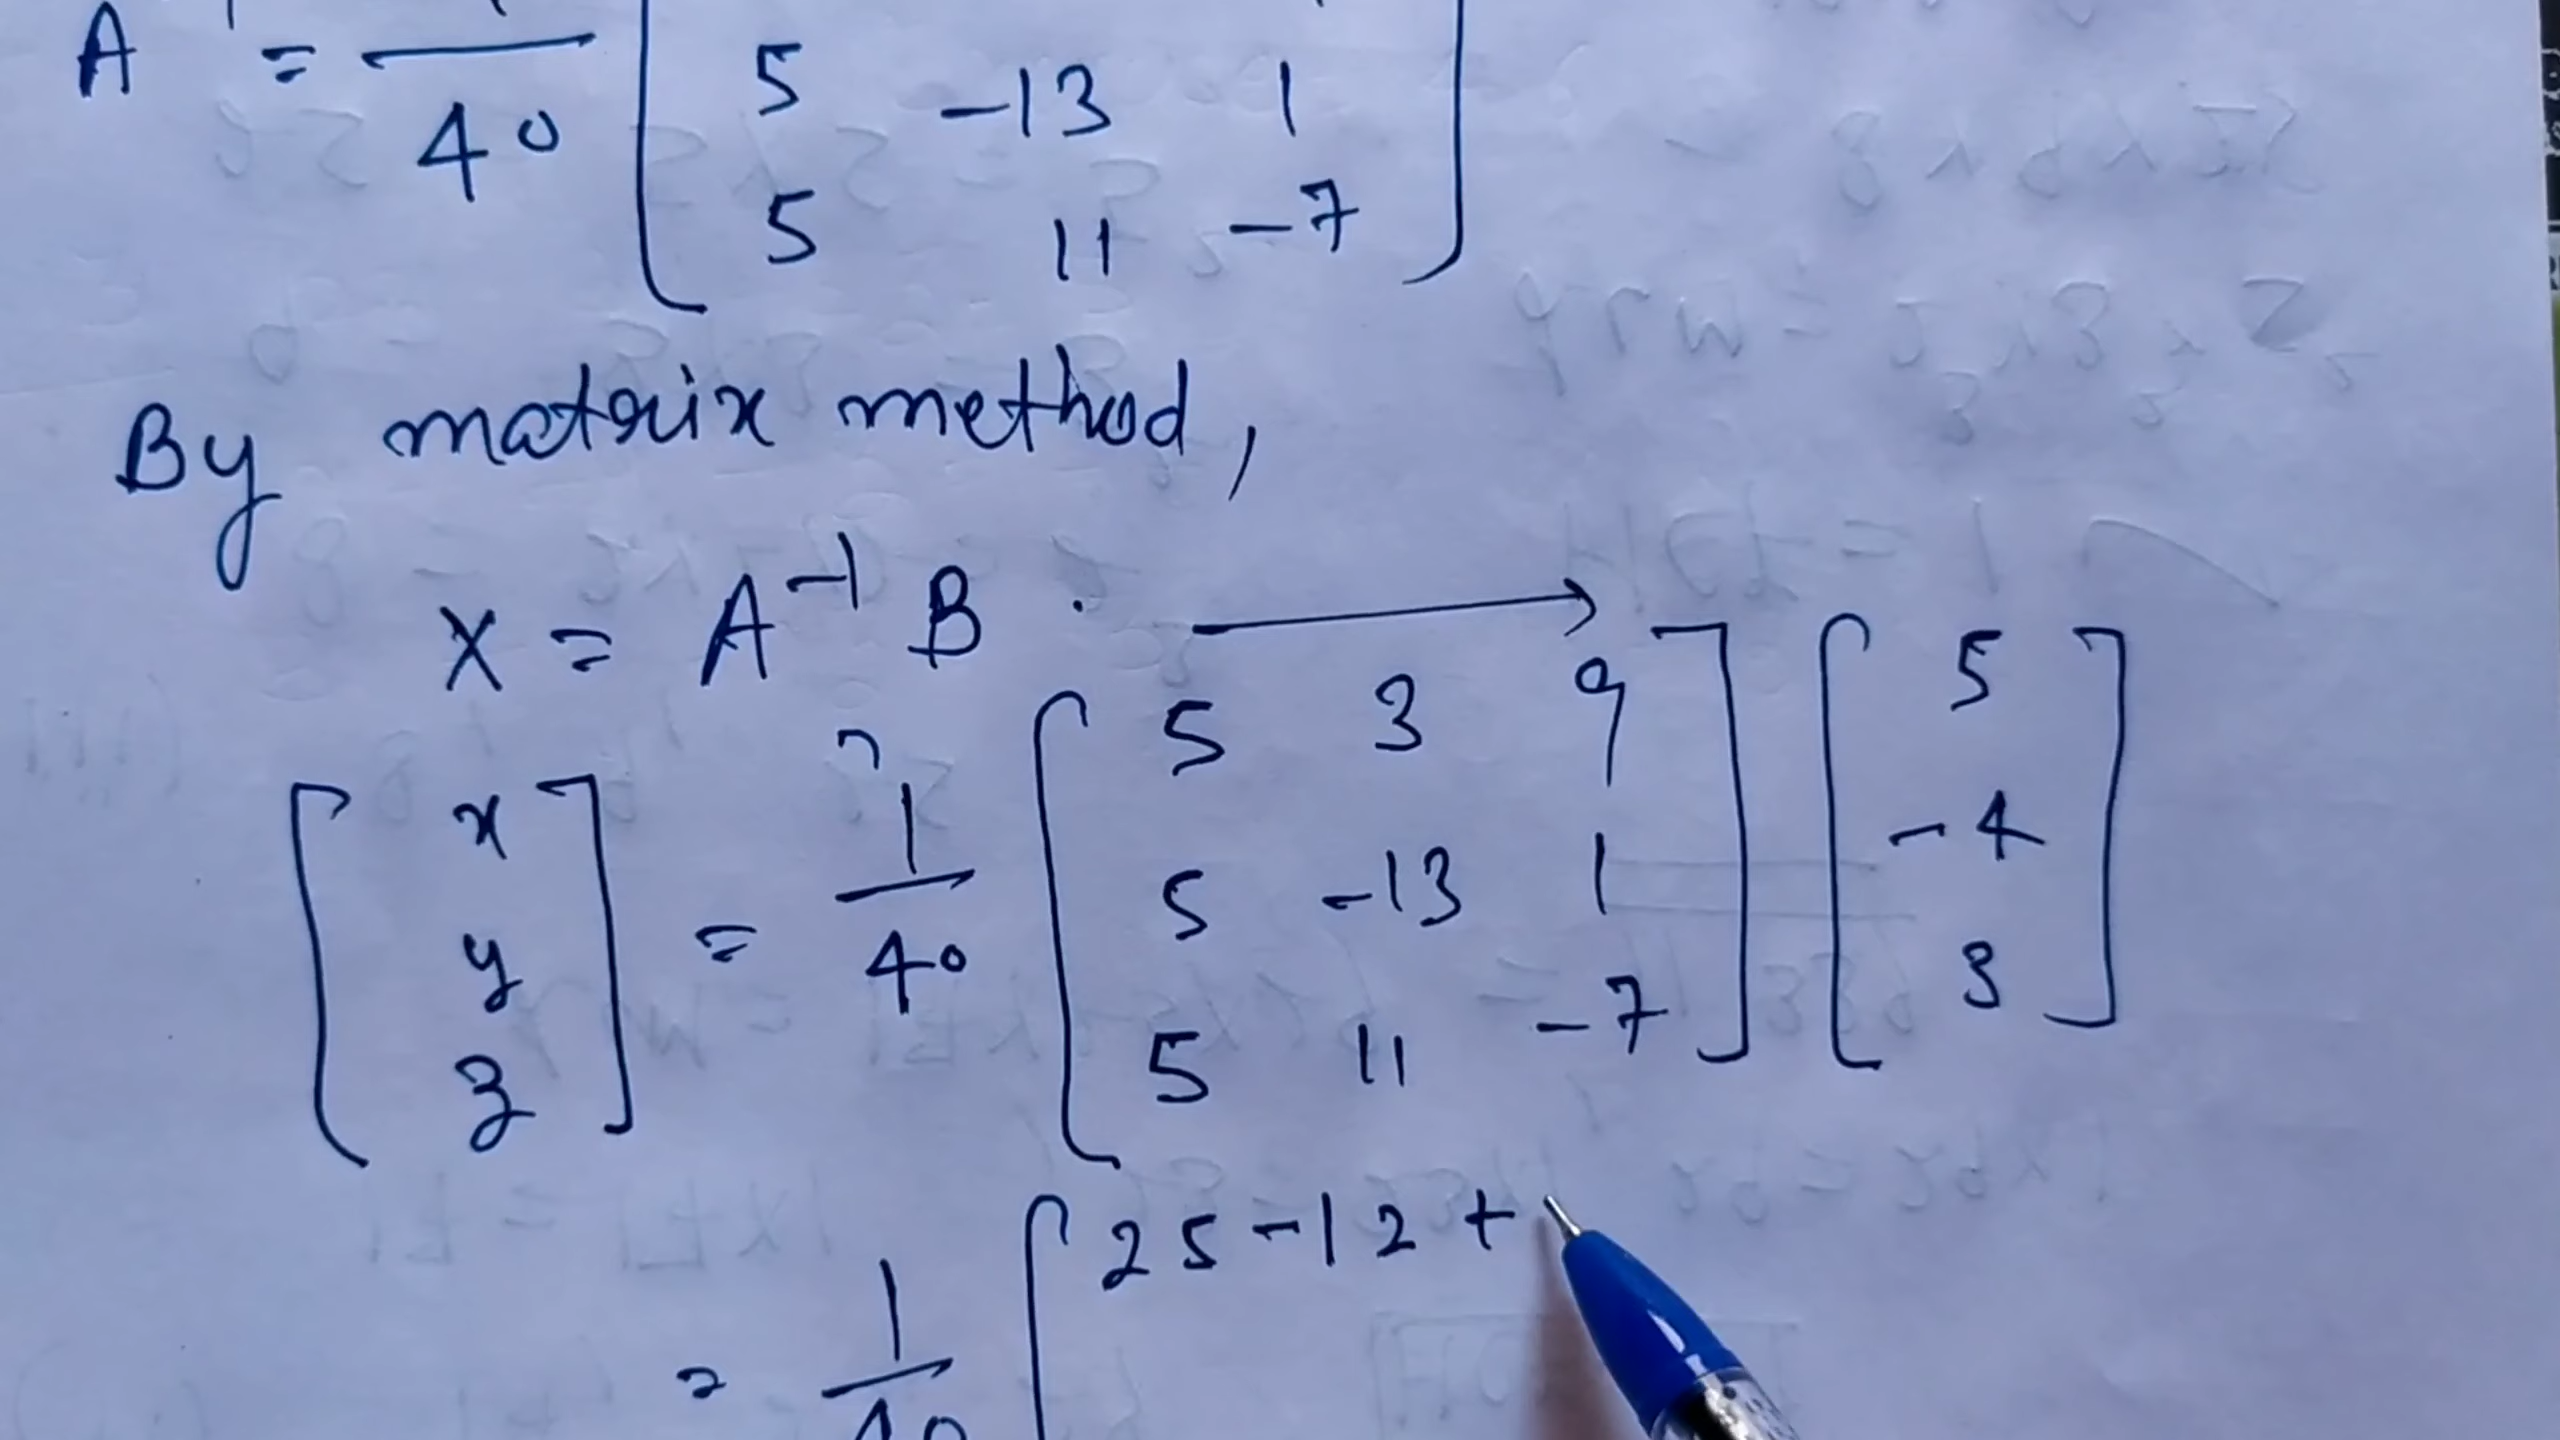 A⁻¹ = 1/40 [
5 -13 1
5 11 -7 ]
By matrix method,
X = A⁻¹ B
[ x y z ] = 1/40 [ 5 3 9
5 -13 1
5 11 -7 ] [ 5 -4 3 ]
= 1/40 [ 25 -12 +